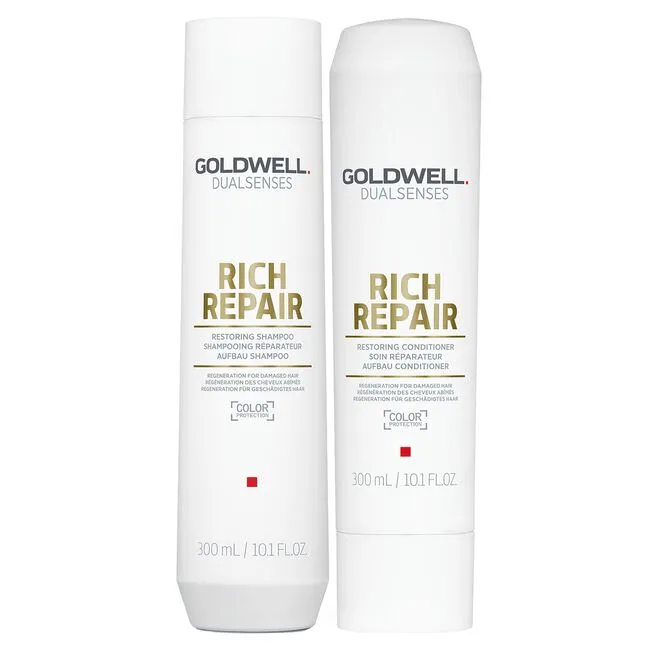 GOLDWELL.
DUALSENSES
RICH
REPAIR
RESTORING SHAMPOO
SHAMPOOING RÉPARATEUR
AUFBAU SHAMPOO
REGENERATION FOR DAMAGED HAIR
RÉGÉNÉRATION DES CHEVEUX ABÎMÉS
REGENERATION FÜR GESCHÄDIGTES HAAR
COLOR
PROTECTION
300 mL / 10.1 FL.OZ.
GOLDWELL.
DUALSENSES
RICH
REPAIR
RESTORING CONDITIONER
SOIN RÉPARATEUR
AUFBAU CONDITIONER
REGENERATION FOR DAMAGED HAIR
RÉGÉNÉRATION DES CHEVEUX ABÎMÉS
REGENERATION FÜR GESCHÄDIGTES HAAR
COLOR
PROTECTION
300 mL / 10.1 FL.OZ.